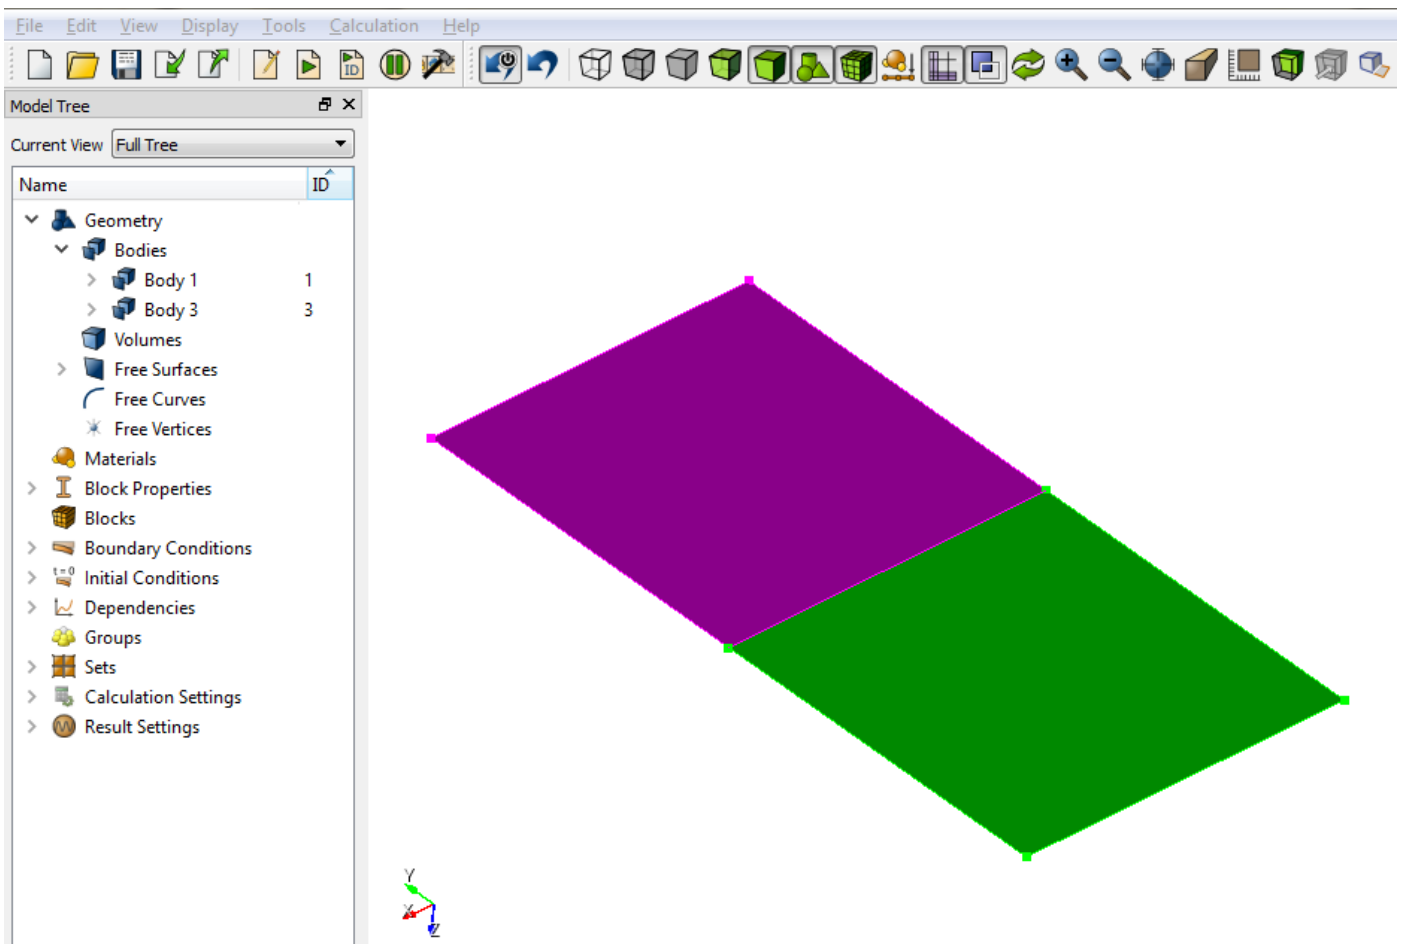 File Edit View Display Tools Calculation Help
ID
Model Tree
Current View Full Tree
Name ID
Geometry
Bodies
Body 1 1
Body 3 3
Volumes
Free Surfaces
Free Curves
Free Vertices
Materials
Block Properties
Blocks
Boundary Conditions
t=0 Initial Conditions
Dependencies
Groups
Sets
Calculation Settings
Result Settings
Y
X
Z